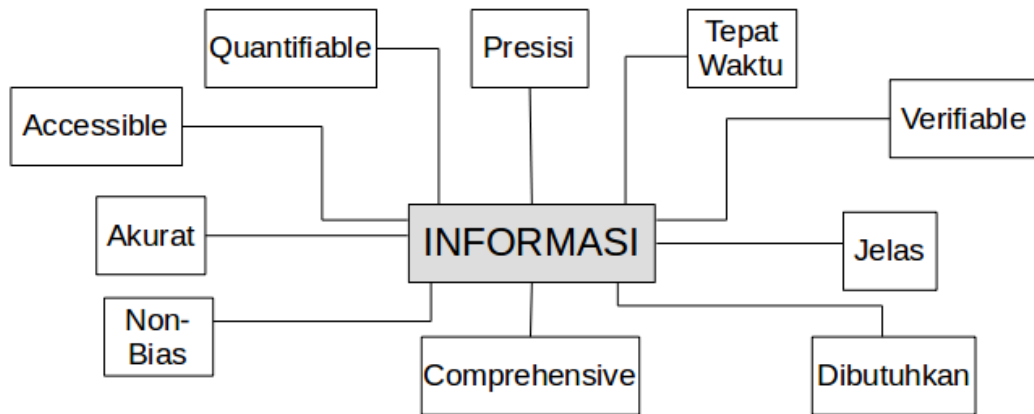 Quantifiable
Presisi
Tepat
Waktu
Accessible
Verifiable
Akurat
INFORMASI
Jelas
Non-
Bias
Comprehensive
Dibutuhkan